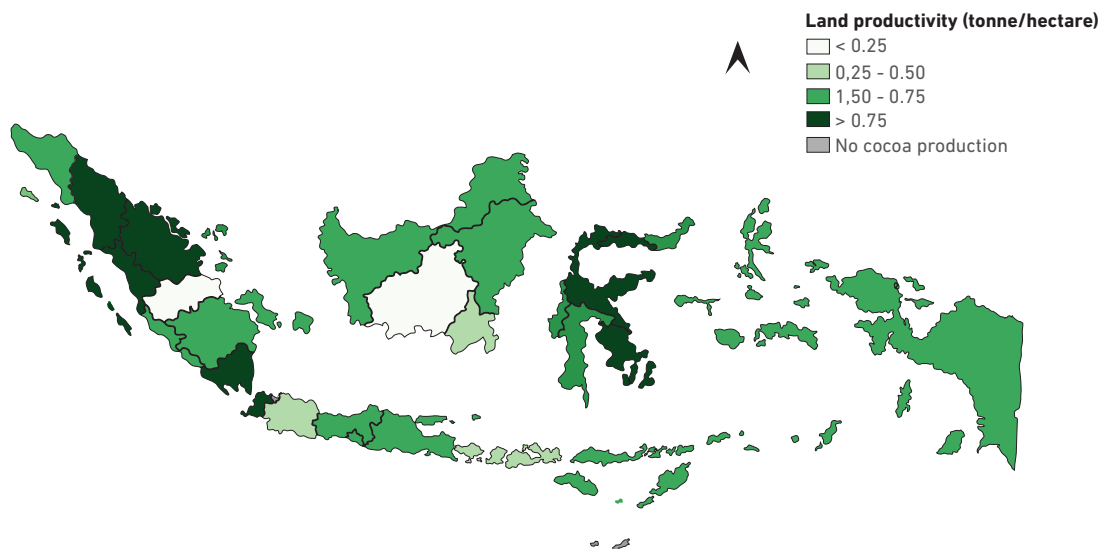 Land productivity (tonne/hectare)
< 0.25
0,25 - 0.50
1,50 - 0.75
> 0.75
No cocoa production